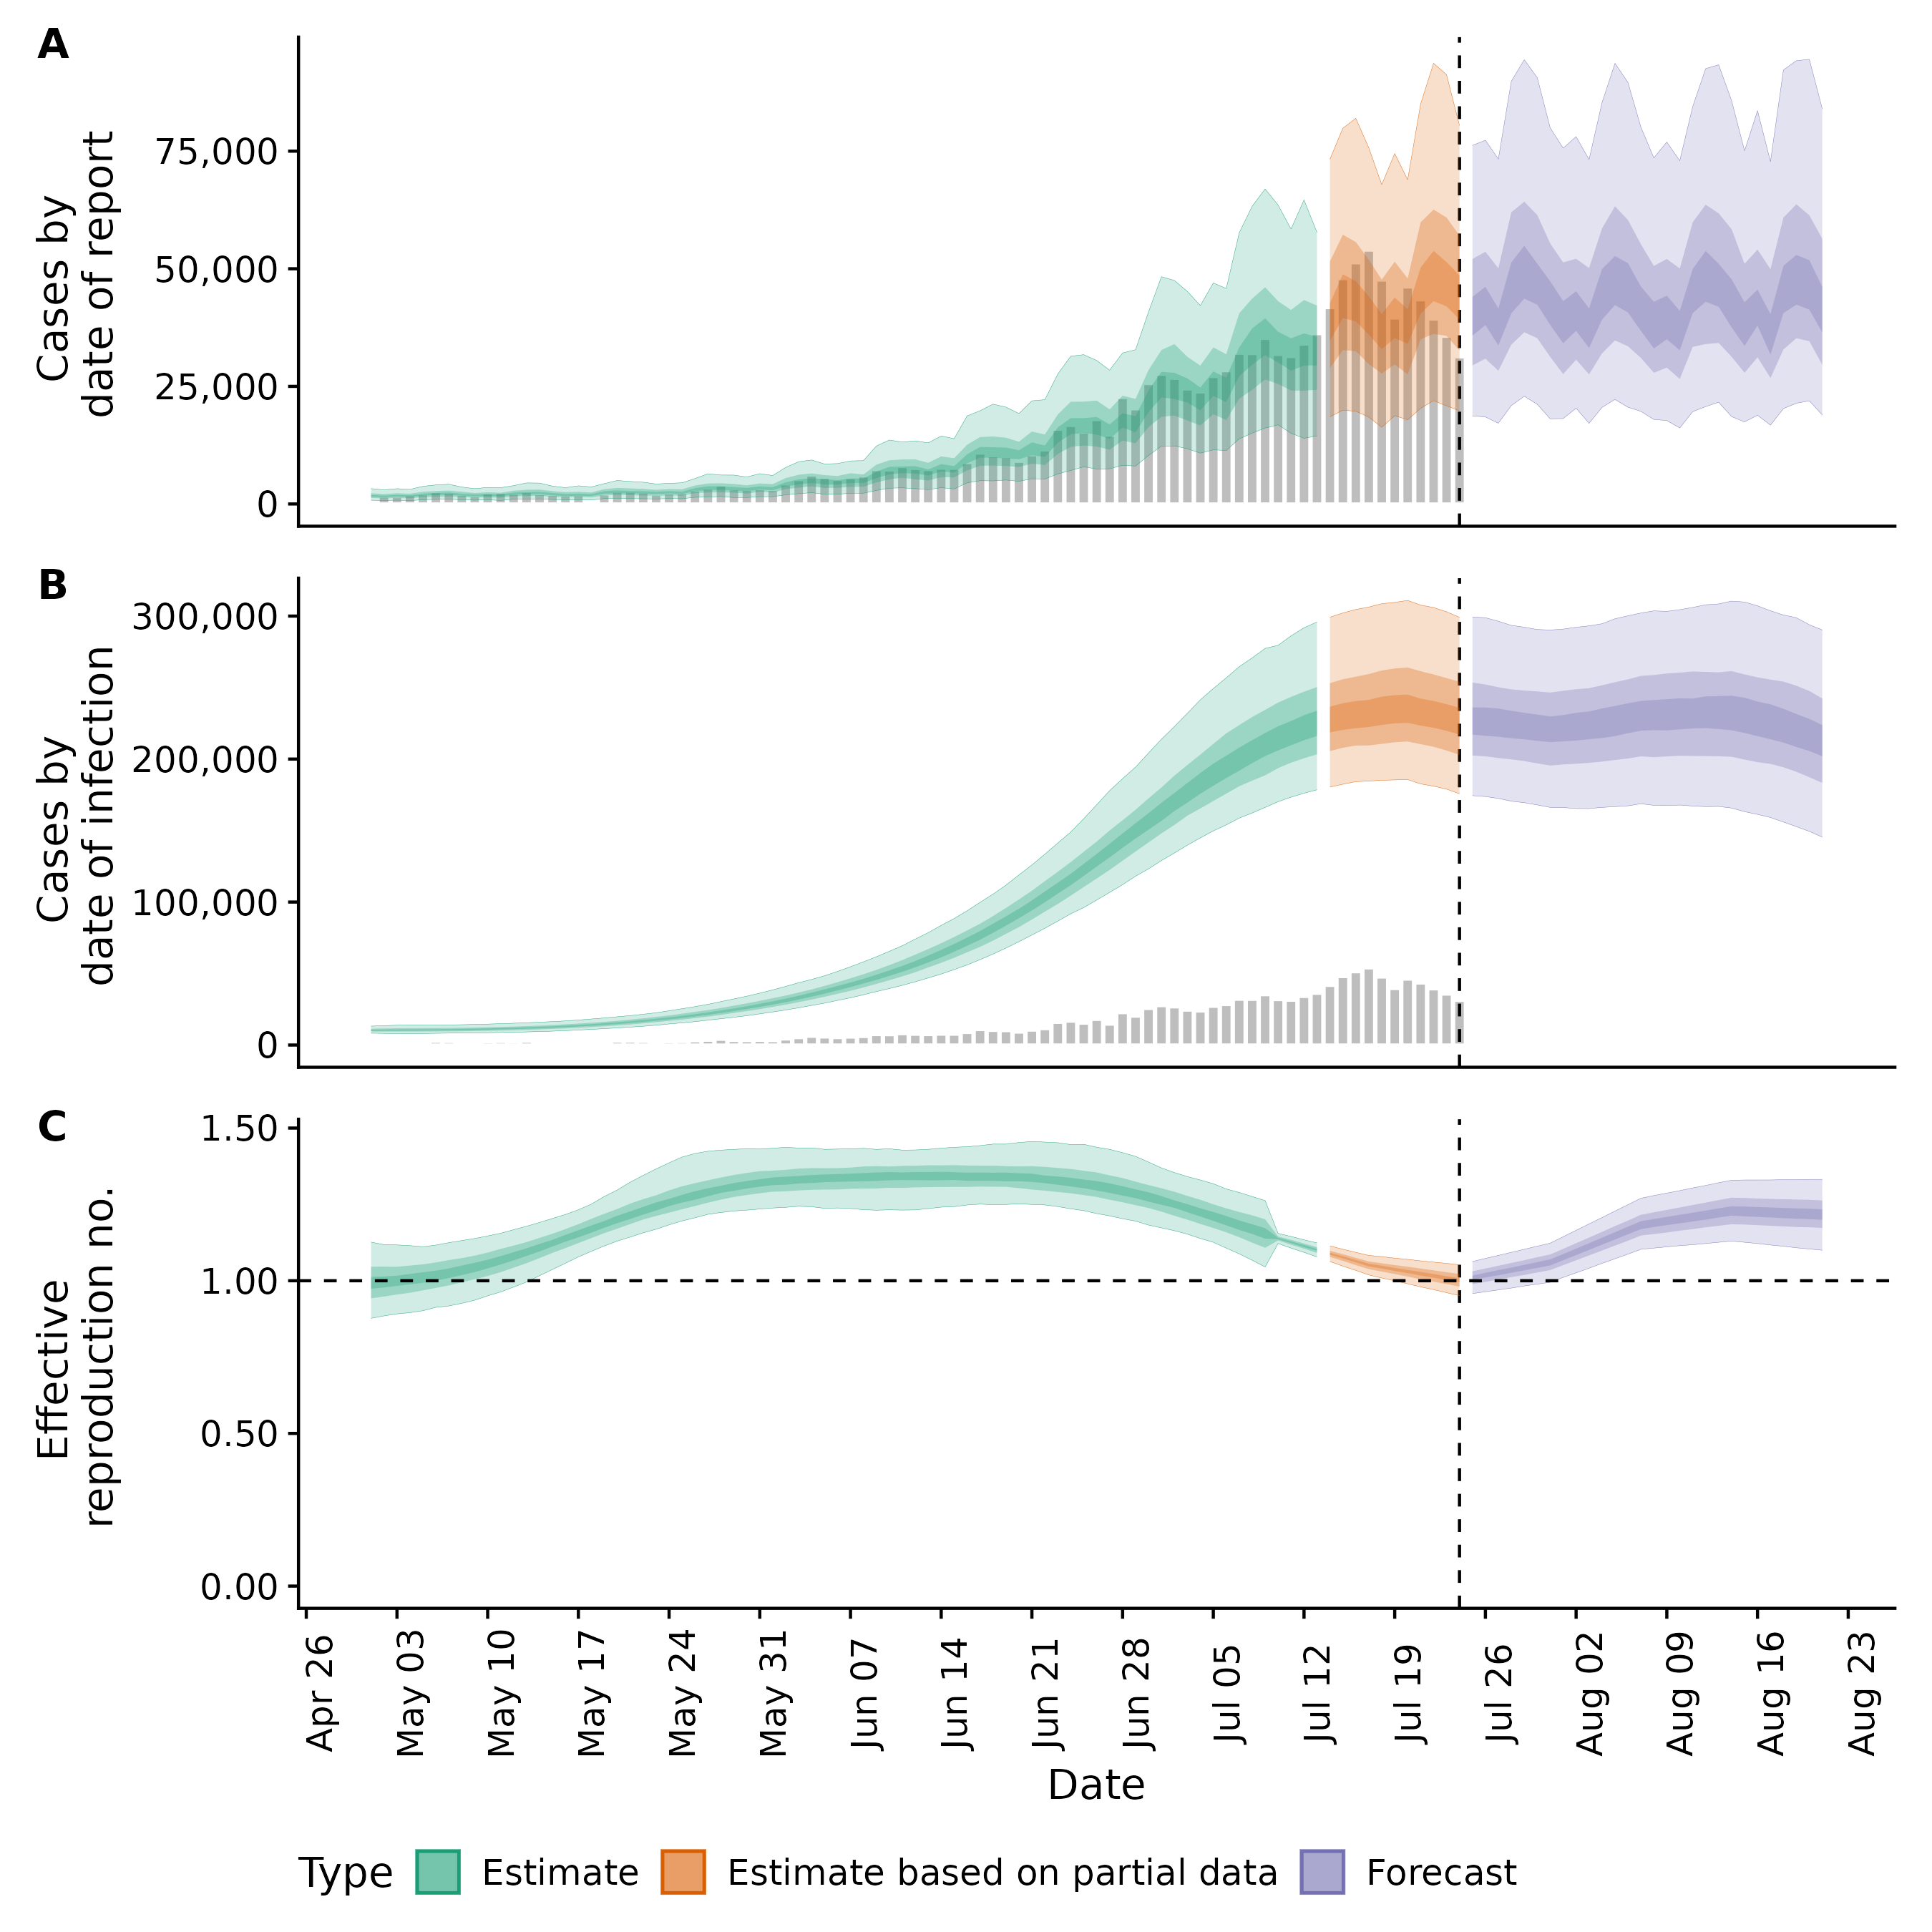 A
Cases by
date of report
75,000
50,000
25,000
0
B
Cases by
date of infection
300,000
200,000
100,000
0
C
Effective
reproduction no.
1.50
1.00
0.50
0.00
Apr 26
May 03
May 10
May 17
May 24
May 31
Jun 07
Jun 14
Jun 21
Jun 28
Jul 05
Jul 12
Jul 19
Jul 26
Aug 02
Aug 09
Aug 16
Aug 23
Date
Type Estimate Estimate based on partial data Forecast